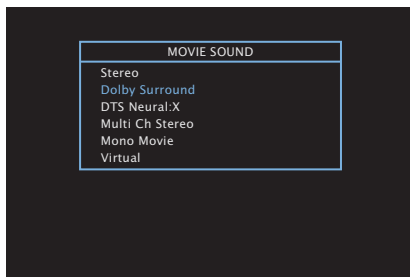 MOVIE SOUND
Stereo
Dolby Surround
DTS Neural:X
Multi Ch Stereo
Mono Movie
Virtual